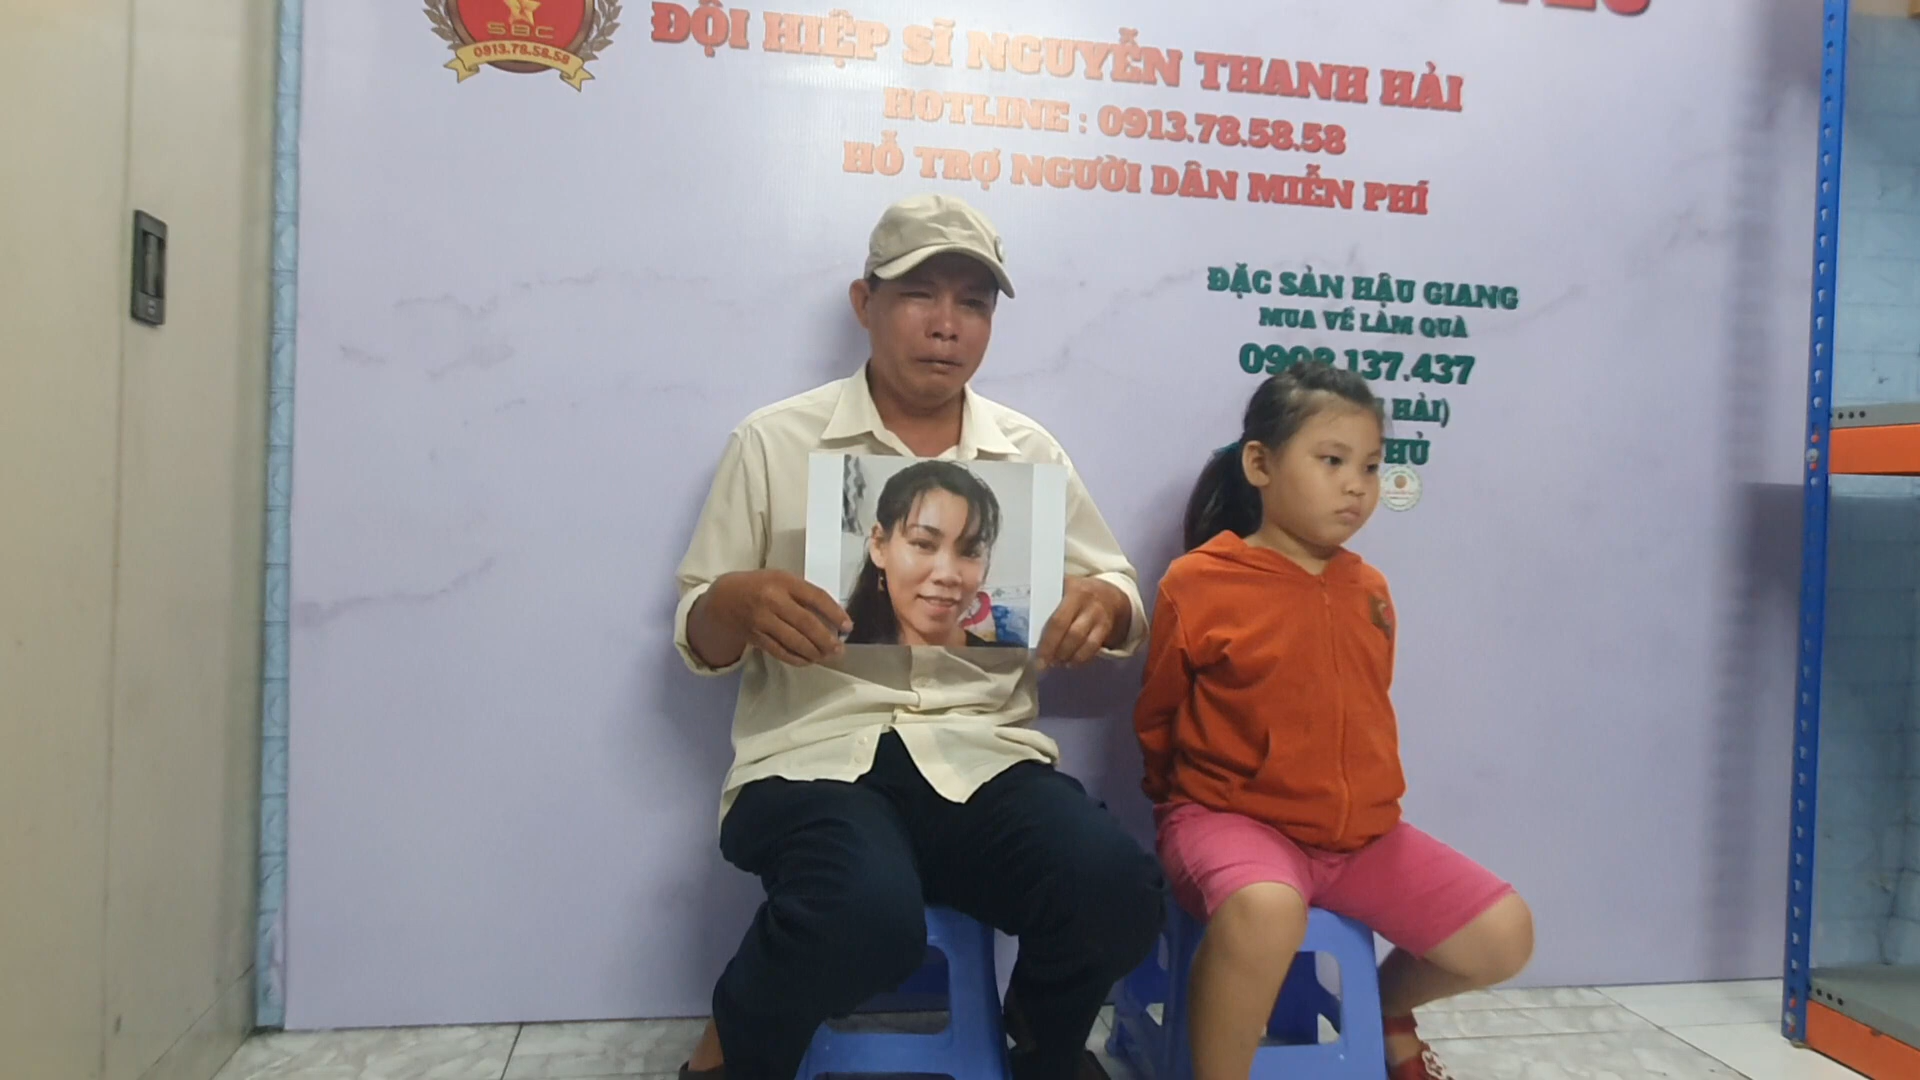 SBC
0913.78.58.58
ĐỘI HIỆP SĨ NGUYỄN THANH HẢI
HOTLINE : 0913.78.58.58
HỖ TRỢ NGƯỜI DÂN MIỄN PHÍ
ĐẶC SẢN HẬU GIANG
MUA VỀ LÀM QUÀ
0908.137.437
HẢI)
HỦ